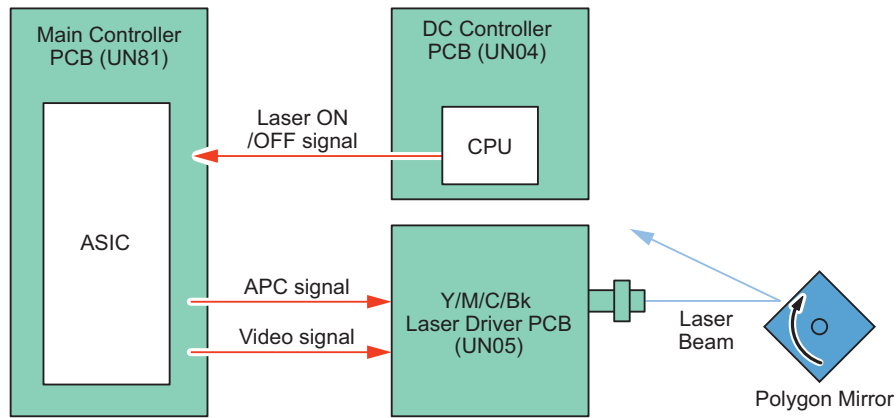 Main Controller
PCB (UN81)
DC Controller
PCB (UN04)
Laser ON
/OFF signal
CPU
ASIC
APC signal
Video signal
Y/M/C/Bk
Laser Driver PCB
(UN05)
Laser
Beam
Polygon Mirror